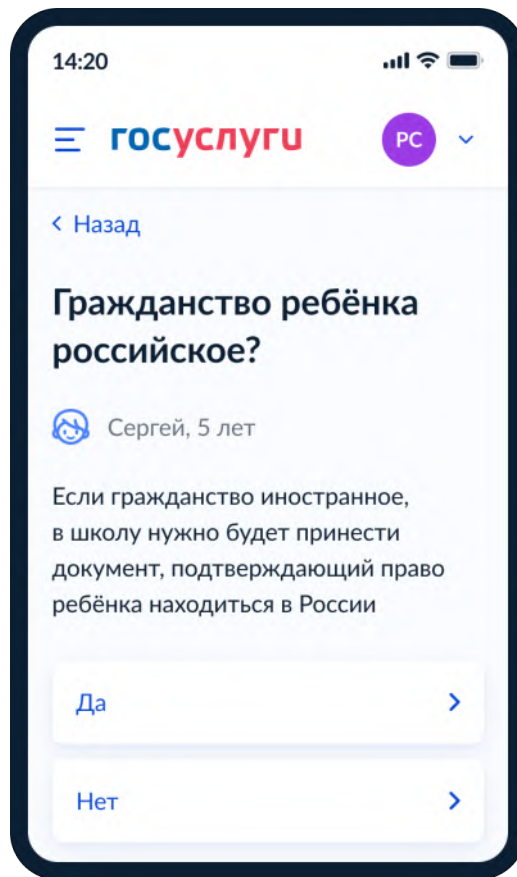 14:20
госуслуги
РС
Назад
Гражданство ребёнка
российское?
Сергей, 5 лет
Если гражданство иностранное,
в школу нужно будет принести
документ, подтверждающий право
ребёнка находиться в России
Да
Нет